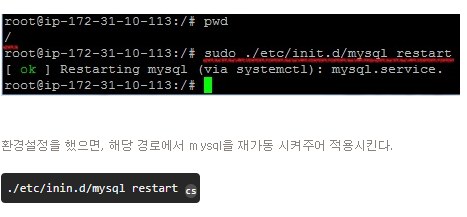 root@ip-172-31-10-113:/# pwd
/
root@ip-172-31-10-113:/# sudo ./etc/init.d/mysql restart
[ ok ] Restarting mysql (via systemctl): mysql.service.
root@ip-172-31-10-113:/#
환경설정을 했으면, 해당 경로에서 mysql을 재가동 시켜주어 적용시킨다.
./etc/inin.d/mysql restart cs